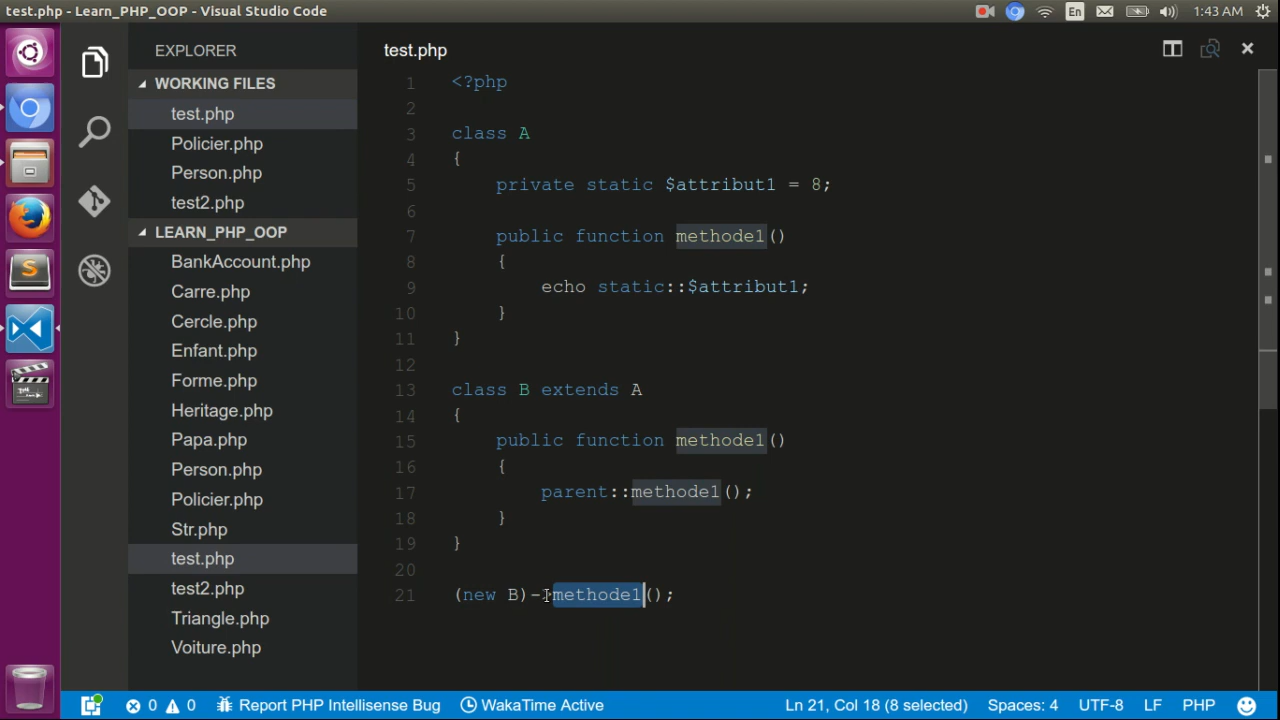 test.php - Learn_PHP_OOP - Visual Studio Code
En
1:43 AM
EXPLORER
WORKING FILES
test.php
Policier.php
Person.php
test2.php
LEARN_PHP_OOP
BankAccount.php
Carre.php
Cercle.php
Enfant.php
Forme.php
Heritage.php
Papa.php
Person.php
Policier.php
Str.php
test.php
test2.php
Triangle.php
Voiture.php
test.php
1 <?php
2
3 class A
4 {
5 private static $attribut1 = 8;
6
7 public function methode1()
8 {
9 echo static::$attribut1;
10 }
11 }
12
13 class B extends A
14 {
15 public function methode1()
16 {
17 parent::methode1();
18 }
19 }
20
21 (new B)->methode1();
0 0 Report PHP Intellisense Bug WakaTime Active Ln 21, Col 18 (8 selected) Spaces: 4 UTF-8 LF PHP